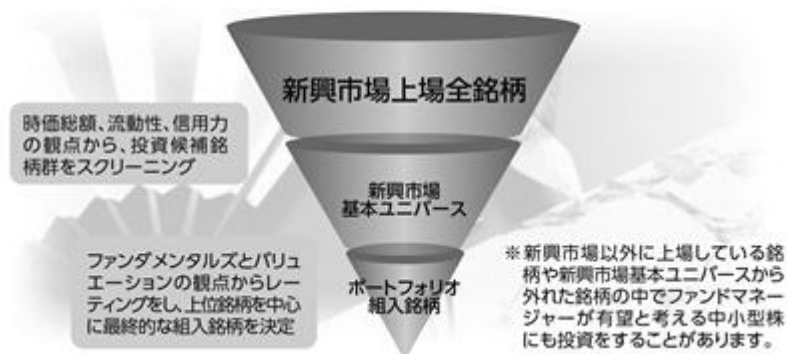 新興市場上場全銘柄
時価総額、流動性、信用力
の観点から、投資候補銘
柄群をスクリーニング
新興市場
基本ユニバース
ファンダメンタルズとバリュ
エーションの観点からレー
ティングをし、上位銘柄を中心
に最終的な組入銘柄を決定
ポートフォリオ
組入銘柄
※新興市場以外に上場している銘
柄や新興市場基本ユニバースから
外れた銘柄の中でファンドマネー
ジャーが有望と考える中小型株
にも投資をすることがあります。